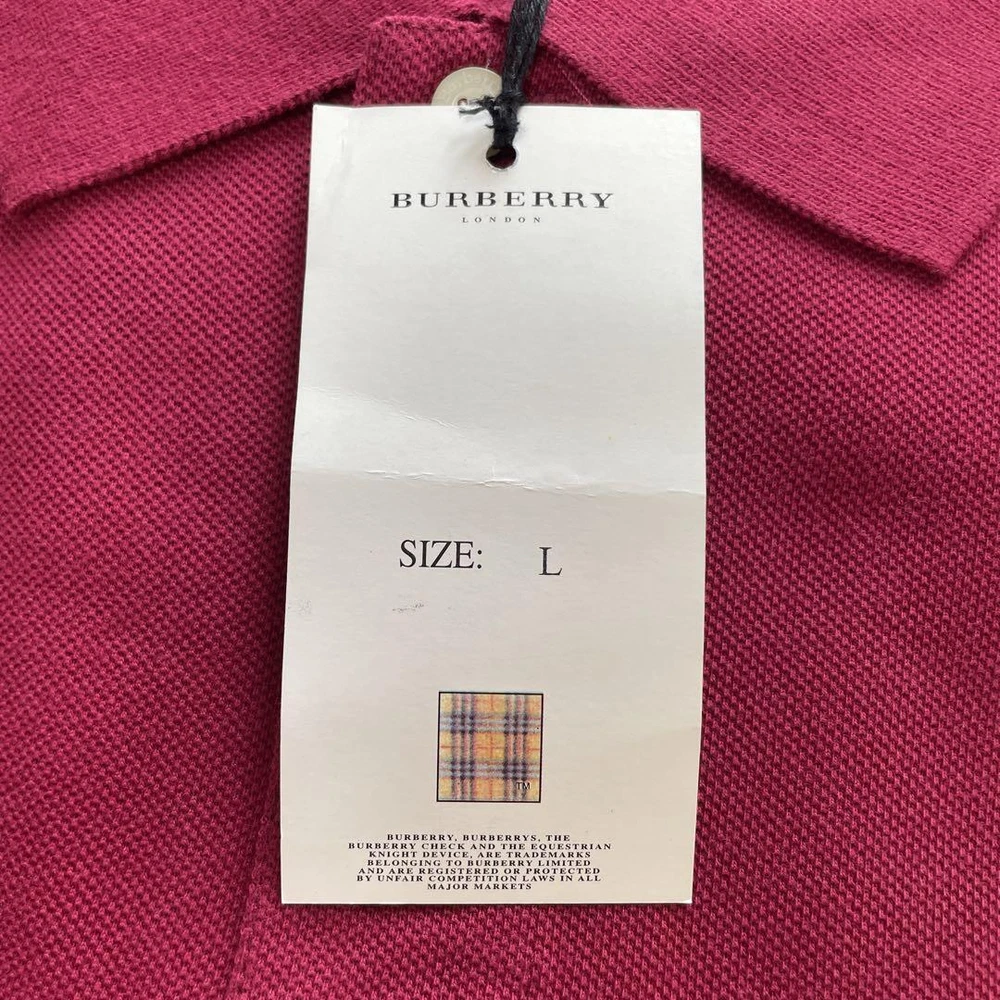 BURBERRY
LONDON
SIZE: L
TM
BURBERRY, BURBERRYS, THE
BURBERRY CHECK AND THE EQUESTRIAN
KNIGHT DEVICE, ARE TRADEMARKS
BELONGING TO BURBERRY LIMITED
AND ARE REGISTERED OR PROTECTED
BY UNFAIR COMPETITION LAWS IN ALL
MAJOR MARKETS